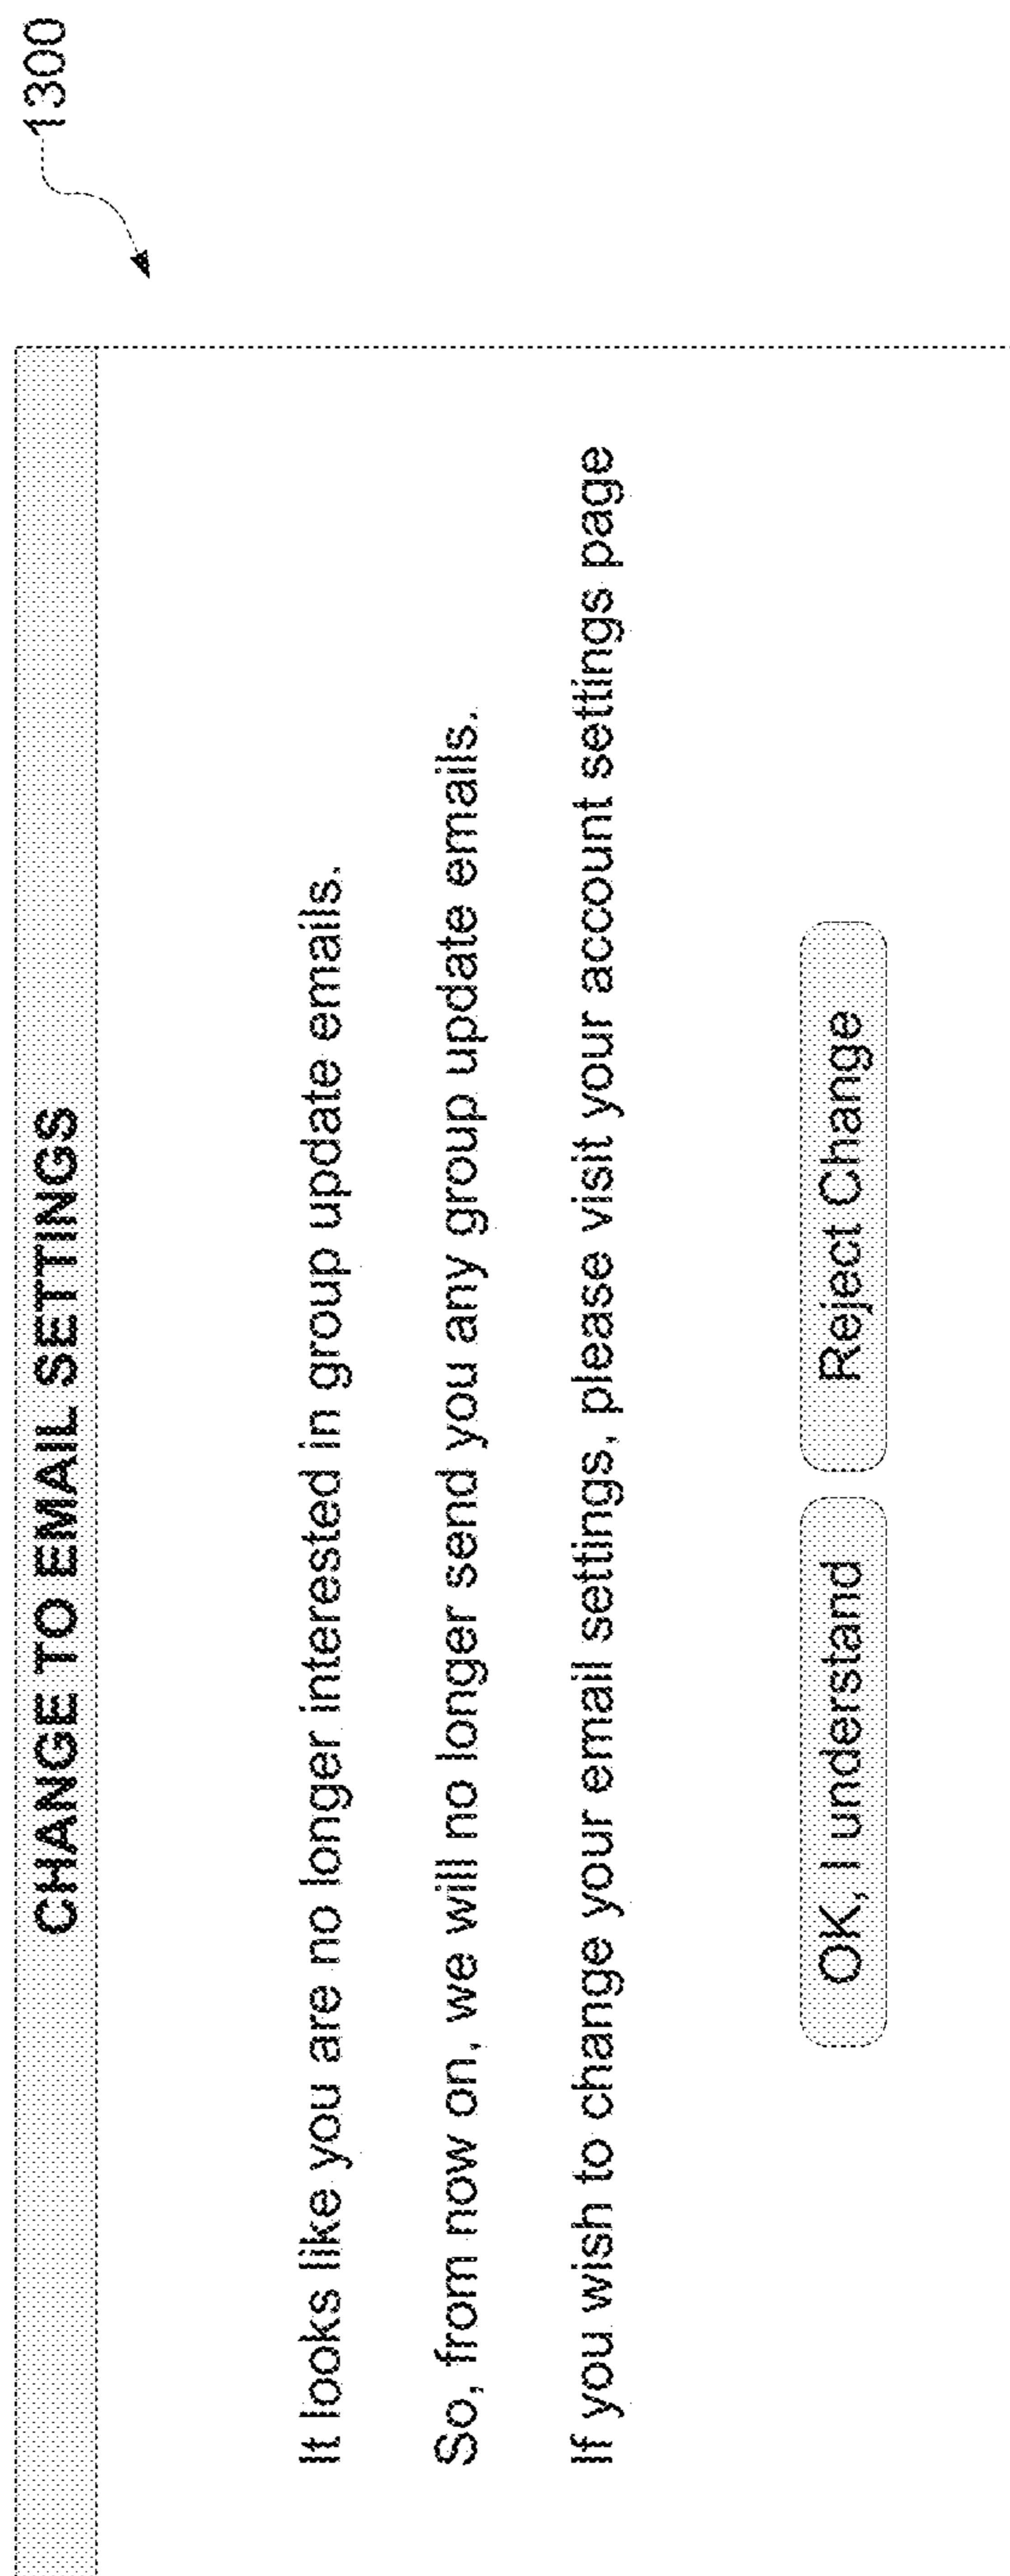 1300
CHANGE TO EMAIL SETTINGS
It looks like you are no longer interested in group update emails.
So, from now on, we will no longer send you any group update emails.
If you wish to change your email settings, please visit your account settings page
OK, I understand
Reject Change